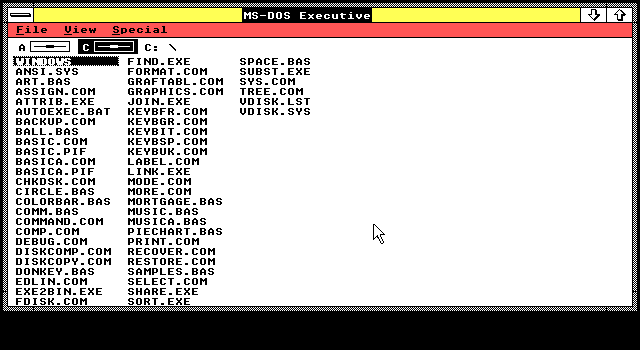 MS-DOS Executive
File View Special
A C C: \
WINDOWS FIND.EXE SPACE.BAS
ANSI.SYS FORMAT.COM SUBST.EXE
ART.BAS GRAFTABL.COM SYS.COM
ASSIGN.COM GRAPHICS.COM TREE.COM
ATTRIB.EXE JOIN.EXE VDISK.LST
AUTOEXEC.BAT KEYBFR.COM VDISK.SYS
BACKUP.COM KEYBGR.COM
BALL.BAS KEYBIT.COM
BASIC.COM KEYBSP.COM
BASIC.PIF KEYBUK.COM
BASICA.COM LABEL.COM
BASICA.PIF LINK.EXE
CHKDSK.COM MODE.COM
CIRCLE.BAS MORE.COM
COLORBAR.BAS MORTGAGE.BAS
COMM.BAS MUSIC.BAS
COMMAND.COM MUSICA.BAS
COMP.COM PIECHART.BAS
DEBUG.COM PRINT.COM
DISKCOMP.COM RECOVER.COM
DISKCOPY.COM RESTORE.COM
DONKEY.BAS SAMPLES.BAS
EDLIN.COM SELECT.COM
EXE2BIN.EXE SHARE.EXE
FDISK.COM SORT.EXE